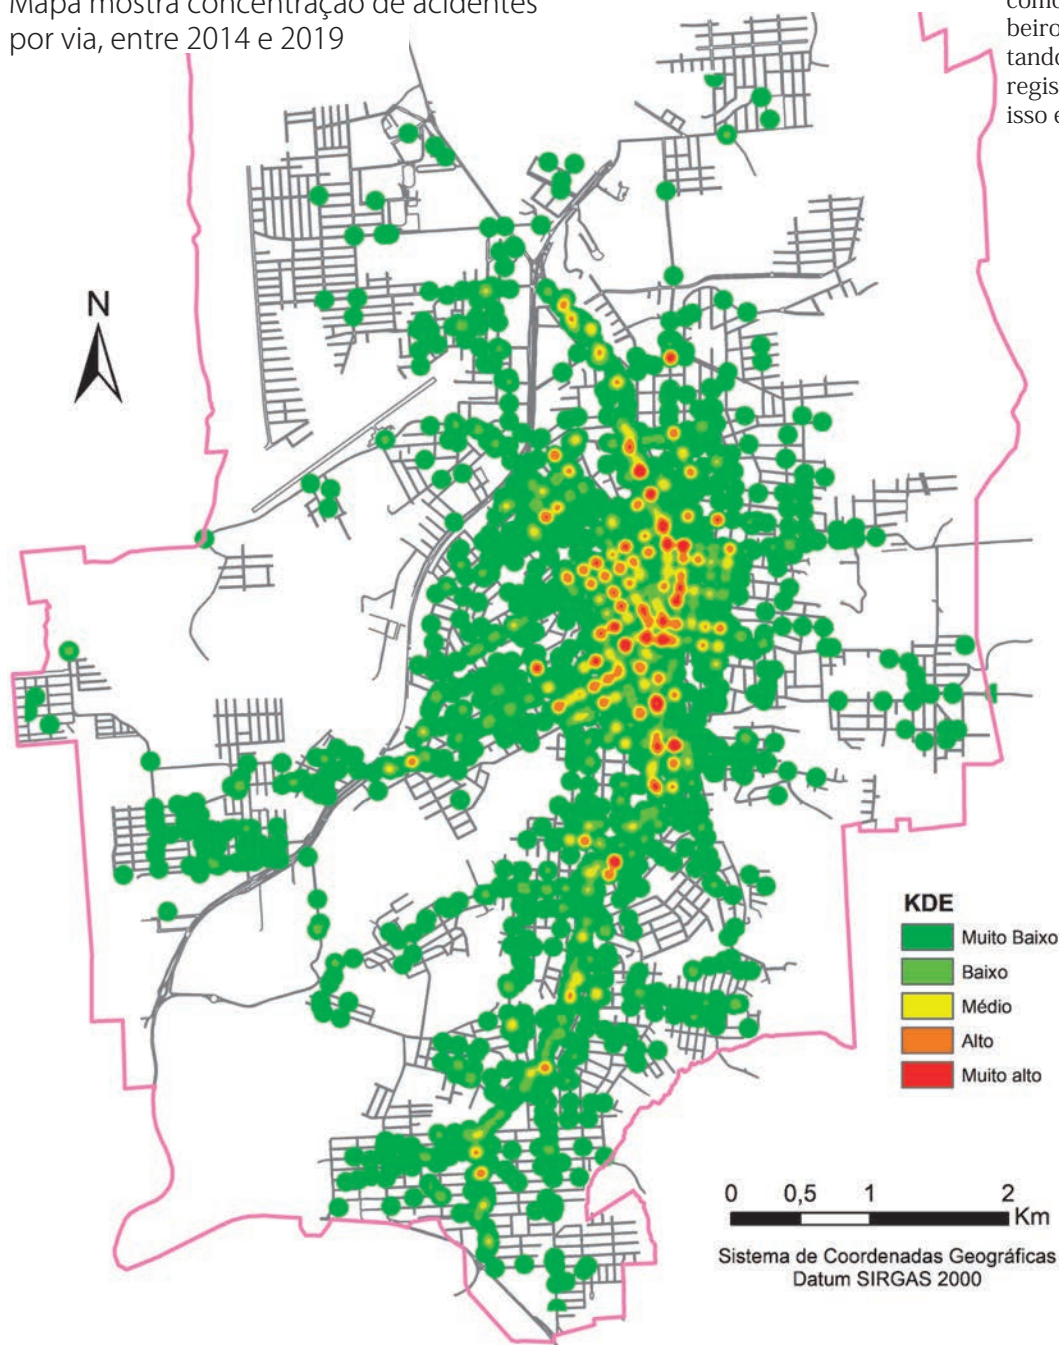 Mapa mostra concentração de acidentes
por via, entre 2014 e 2019
como
beiro
tando
regis
isso e
N
KDE
Muito Baixo
Baixo
Médio
Alto
Muito alto
0 0,5 1 2
Km
Sistema de Coordenadas Geográficas
Datum SIRGAS 2000